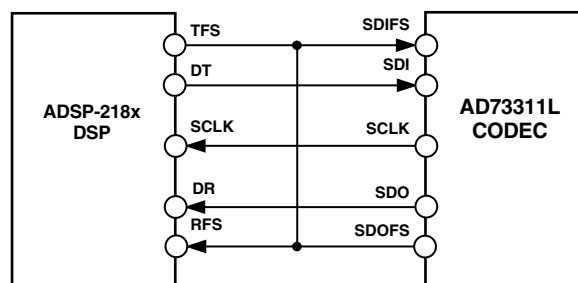 TFS
SDIFS
DT
SDI
ADSP-218x
DSP
AD73311L
CODEC
SCLK
SCLK
DR
SDO
RFS
SDOFS